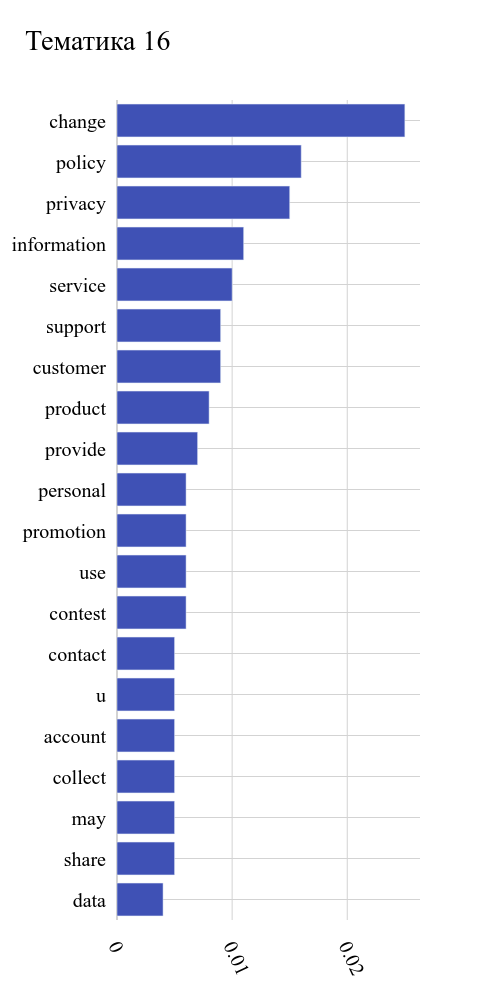 Тематика 16
change
policy
privacy
information
service
support
customer
product
provide
personal
promotion
use
contest
contact
u
account
collect
may
share
data
0
0.01
0.02